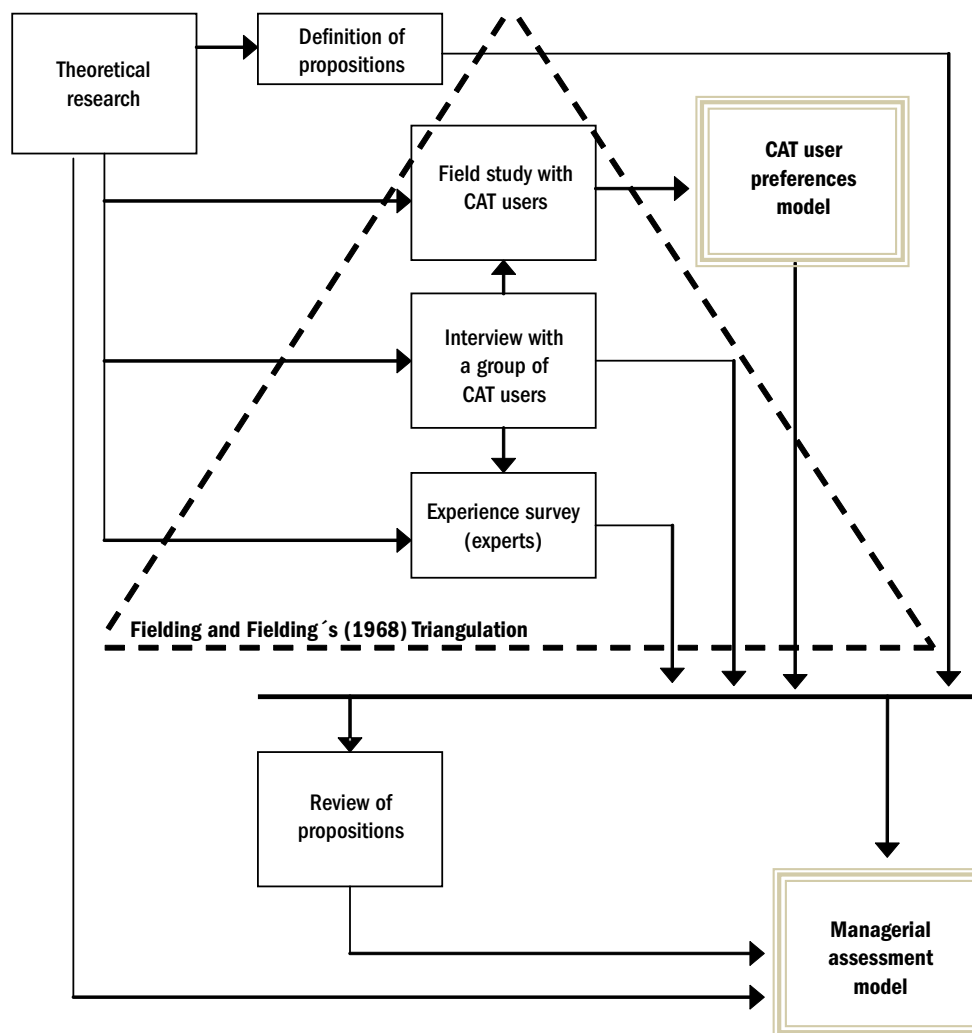 Theoretical
research
Definition of
propositions
Field study with
CAT users
CAT user
preferences
model
Interview with
a group of
CAT users
Experience survey
(experts)
Fielding and Fielding´s (1968) Triangulation
Review of
propositions
Managerial
assessment
model